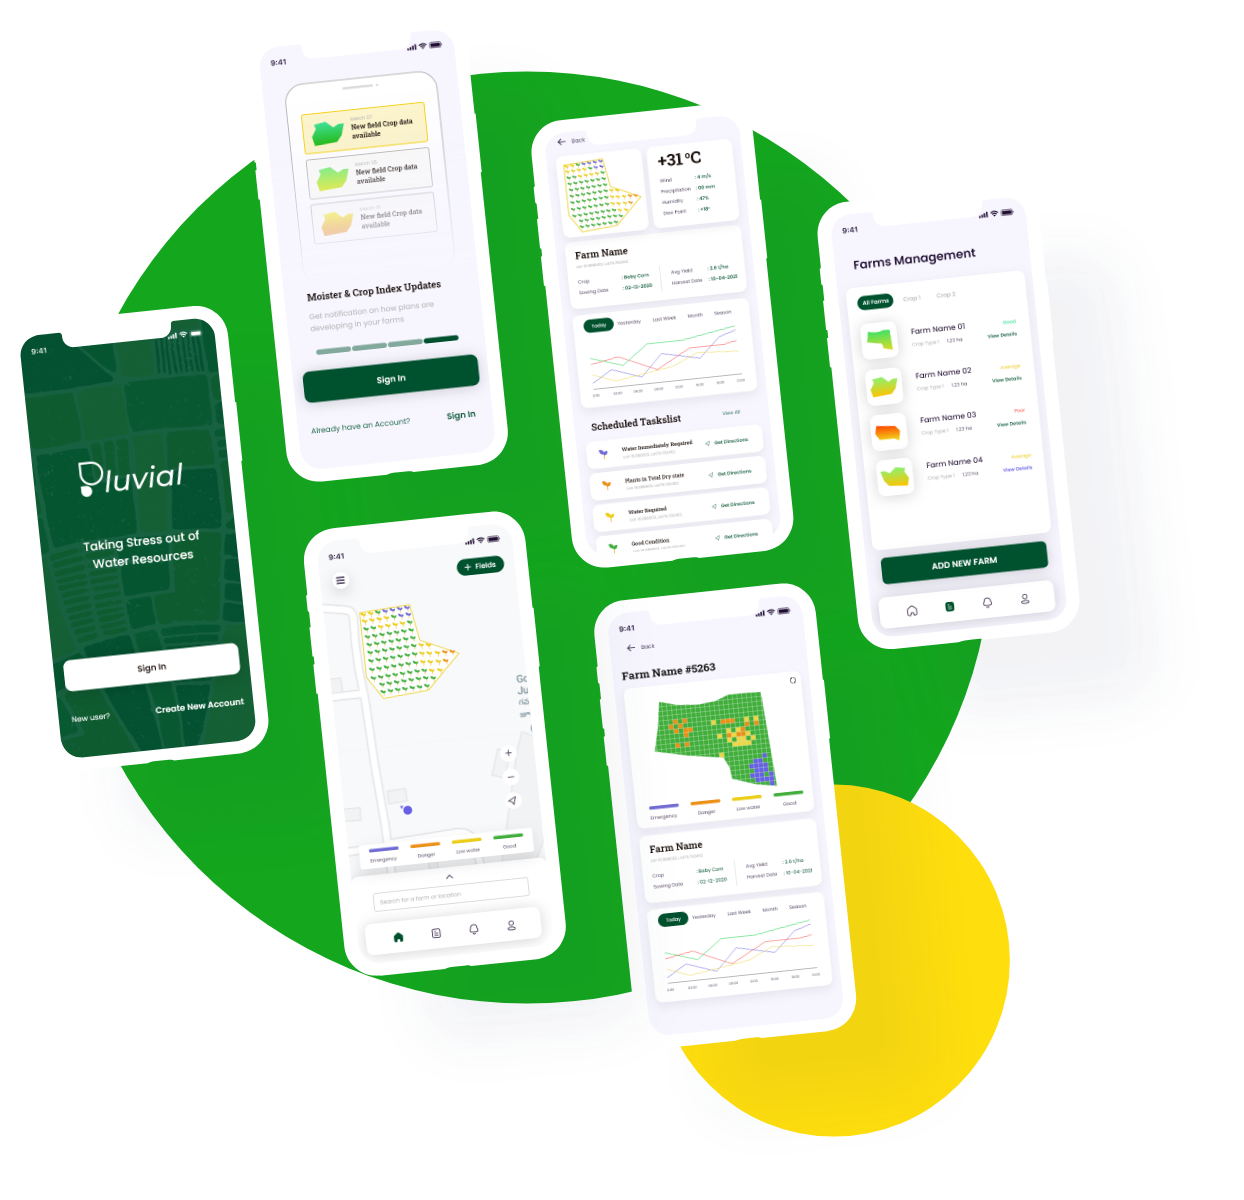 9:41
Pluvial
Taking Stress out of
Water Resources
Sign In
New user?
Create New Account
9:41
March 07
New field Crop data
available
New field Crop data
available
New field Crop data
available
Moister & Crop Index Updates
Get notification on how plans are
developing in your farms
Sign In
Already have an Account?
Sign In
9:41
Fields
Emergency
Danger
Low water
Good
Search for a farm or location
Back
+31°C
Wind : 4 m/s
Precipitation : 00 mm
Humidity : 47%
Dew Point
Farm Name
Crop : Baby Corn
Sowing Date : 02-12-2020
Avg Yield : 2.6 t/ha
Harvest Date : 10-04-2021
Today
Yesterday
Last Week
Month
Season
Scheduled Taskslist
View All
Water Immediately Required
Get Directions
Plants in Total Dry state
Get Directions
Water Required
Get Directions
Good Condition
Get Directions
9:41
Back
Farm Name #5263
Emergency
Danger
Low water
Good
Farm Name
Crop : Baby Corn
Sowing Date : 02-12-2020
Avg Yield : 2.6 t/ha
Harvest Date : 10-04-2021
Today
Yesterday
Last Week
Month
Season
9:41
Farms Management
All Farms
Crop 1
Crop 2
Farm Name 01
Good
Crop Type 1 123 ha
View Details
Farm Name 02
Average
Crop Type 1 123 ha
View Details
Farm Name 03
Poor
Crop Type 1 123 ha
View Details
Farm Name 04
Average
Crop Type 1 123 ha
View Details
ADD NEW FARM